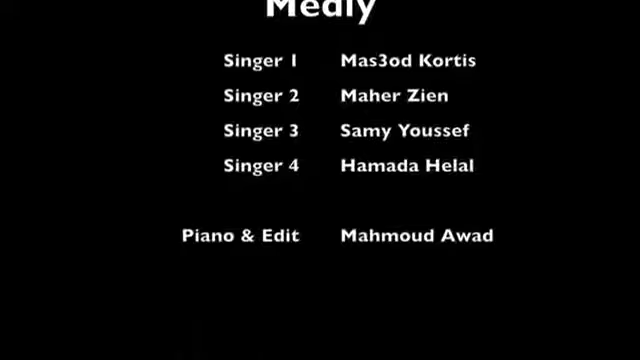 Medly
Singer 1 Mas3od Kortis
Singer 2 Maher Zien
Singer 3 Samy Youssef
Singer 4 Hamada Helal
Piano & Edit Mahmoud Awad